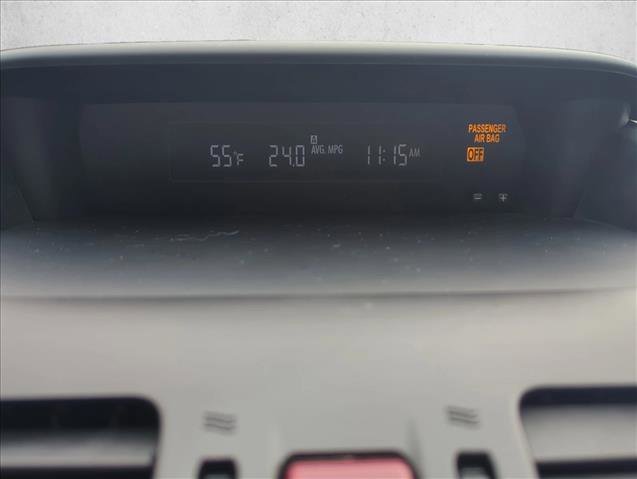 55°F 24.0 A AVG. MPG 11:15 AM
PASSENGER
AIR BAG
OFF